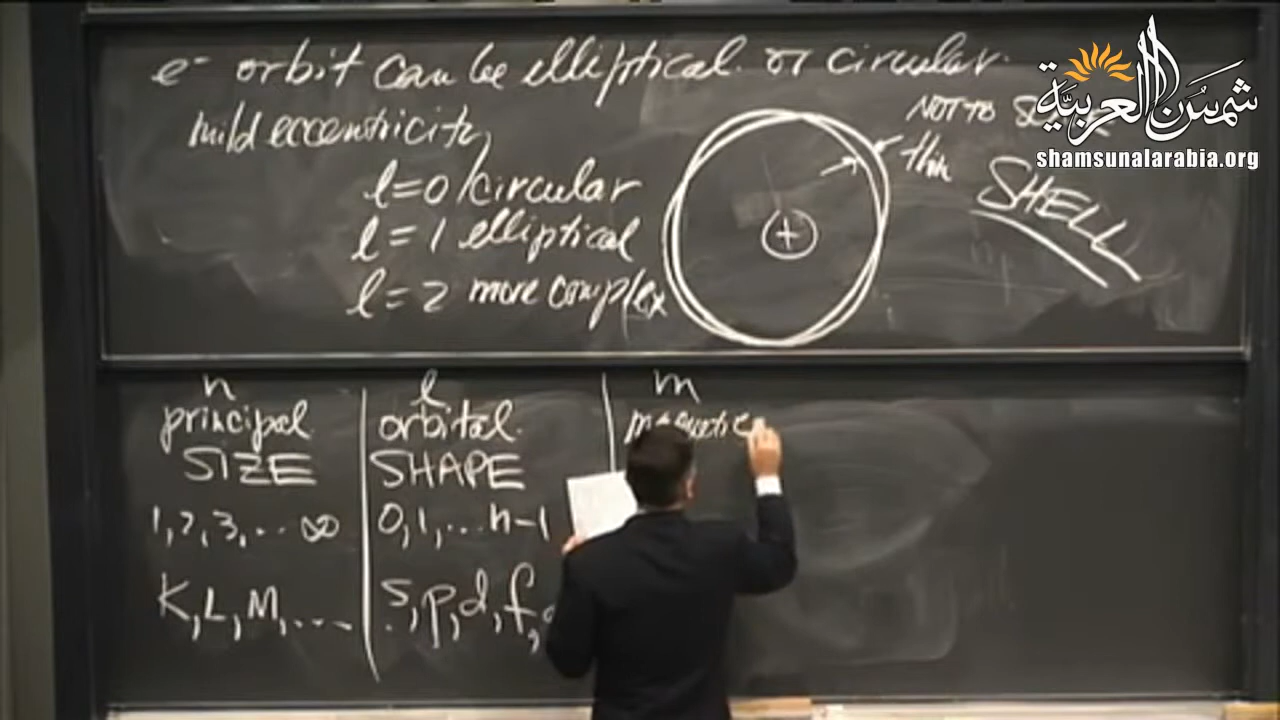 e⁻ orbit can be elliptical or circular.
mild eccentricity
l=0/circular
l=1 elliptical
l=2 more complex
NOT TO
thin
SHELL
+
شمس العربية
shamsunalarabia.org
n
principal
SIZE
1, 2, 3, ... ∞
K, L, M, ...
l
orbital.
SHAPE
0, 1, ... n-1
s, p, d, f,
m
magnetic